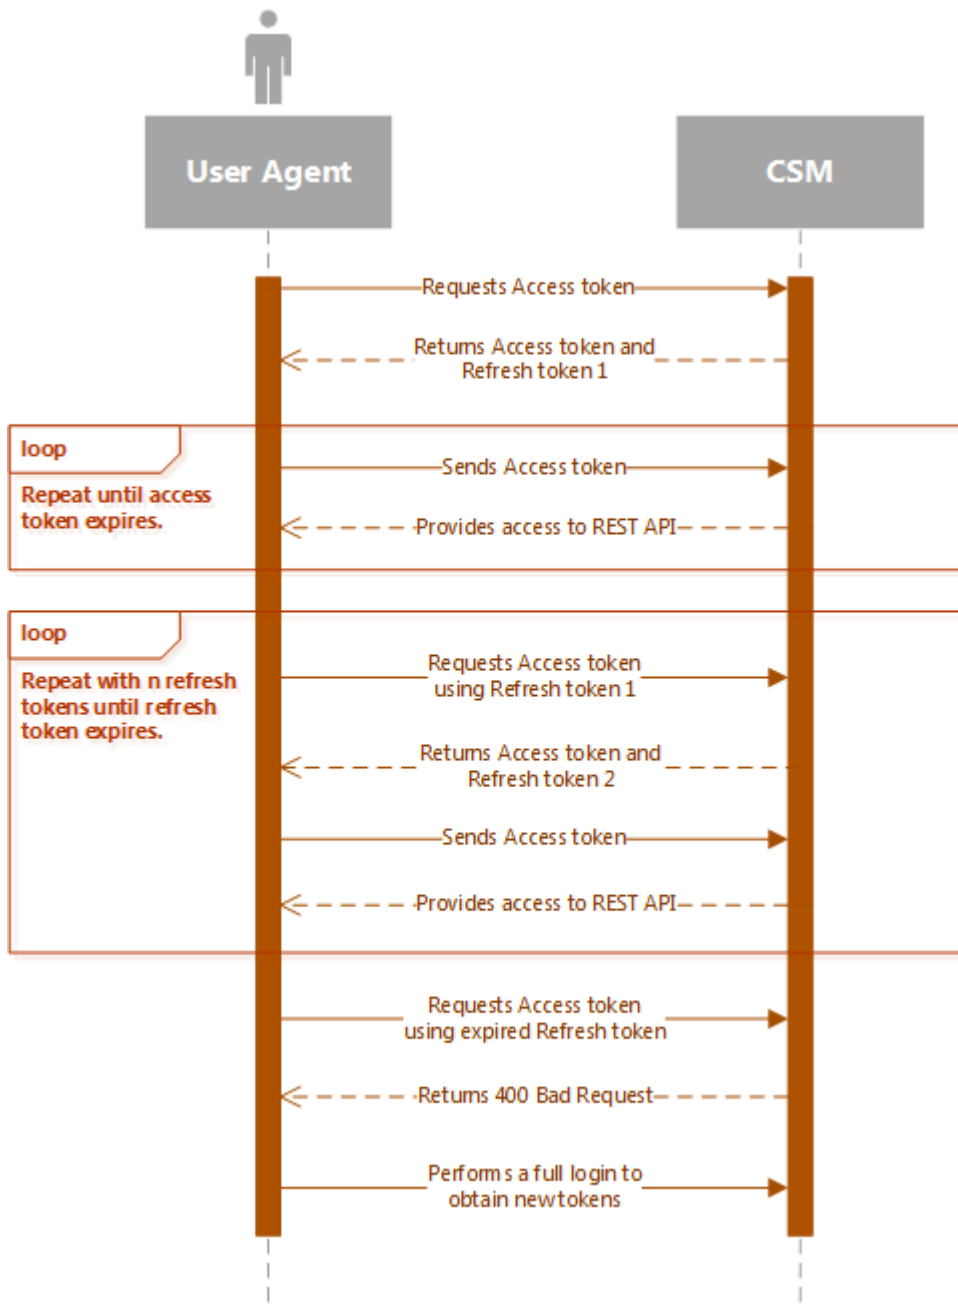 User Agent
CSM
Requests Access token
Returns Access token and
Refresh token 1
loop
Repeat until access
token expires.
Sends Access token
Provides access to REST API
loop
Repeat with n refresh
tokens until refresh
token expires.
Requests Access token
using Refresh token 1
Returns Access token and
Refresh token 2
Sends Access token
Provides access to REST API
Requests Access token
using expired Refresh token
Returns 400 Bad Request
Performs a full login to
obtain new tokens